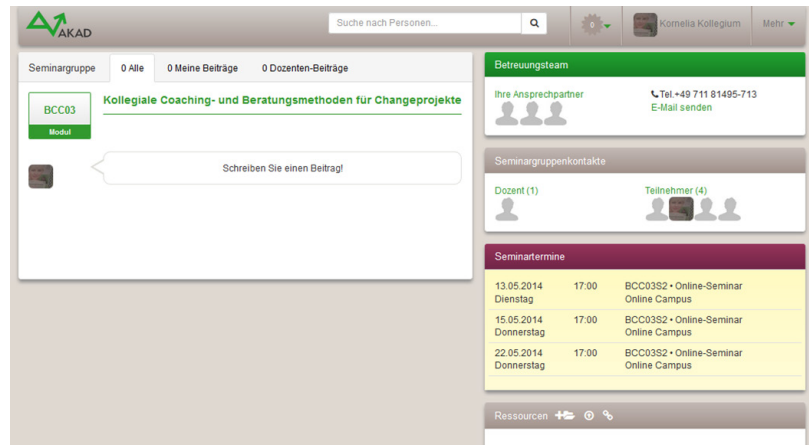 AKAD
Suche nach Personen...
0
Kornelia Kollegium
Mehr
Seminargruppe
0 Alle
0 Meine Beiträge
0 Dozenten-Beiträge
BCC03
Modul
Kollegiale Coaching- und Beratungsmethoden für Changeprojekte
Schreiben Sie einen Beitrag!
Betreuungsteam
Ihre Ansprechpartner
Tel.+49 711 81495-713
E-Mail senden
Seminargruppenkontakte
Dozent (1)
Teilnehmer (4)
Seminartermine
13.05.2014 17:00 BCC03S2 • Online-Seminar
Dienstag Online Campus
15.05.2014 17:00 BCC03S2 • Online-Seminar
Donnerstag Online Campus
22.05.2014 17:00 BCC03S2 • Online-Seminar
Donnerstag Online Campus
Ressourcen